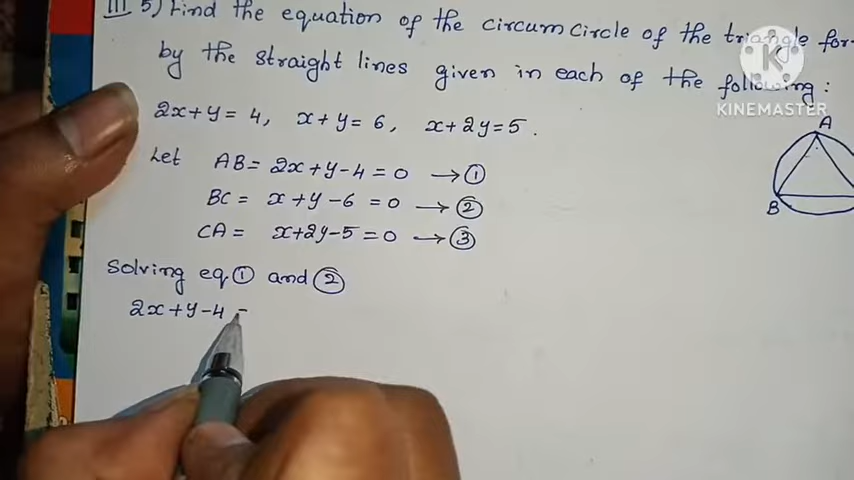 III 5) Find the equation of the circumcircle of the triangle for
by the straight lines given in each of the following:
KINEMASTER
2x+y=4, x+y=6, x+2y=5.
A
B
Let AB= 2x+y-4=0 → ①
BC= x+y-6=0 → ②
CA= x+2y-5=0 → ③
Solving eq ① and ②
2x+y-4 =